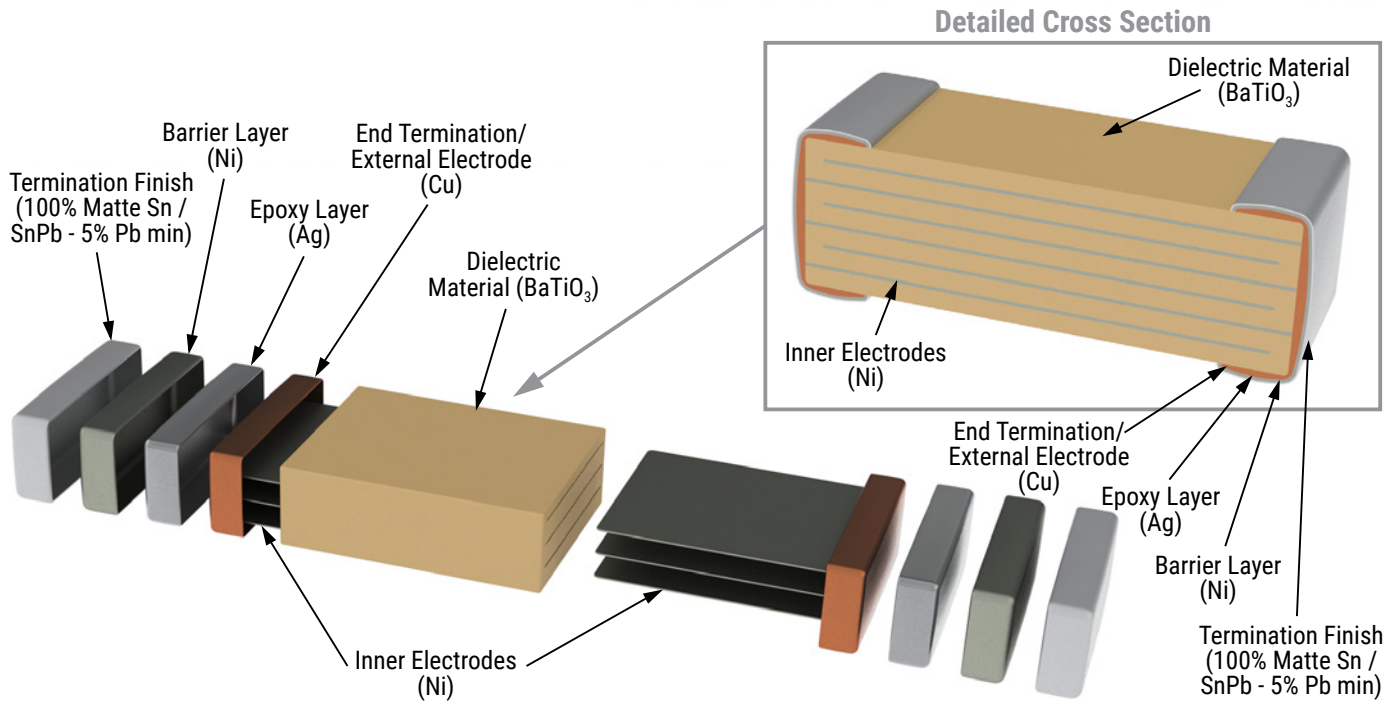 Detailed Cross Section
Dielectric Material
(BaTiO₃)
Inner Electrodes
(Ni)
End Termination/
External Electrode
(Cu)
Epoxy Layer
(Ag)
Barrier Layer
(Ni)
Termination Finish
(100% Matte Sn /
SnPb - 5% Pb min)
Termination Finish
(100% Matte Sn /
SnPb - 5% Pb min)
Barrier Layer
(Ni)
Epoxy Layer
(Ag)
End Termination/
External Electrode
(Cu)
Dielectric
Material (BaTiO₃)
Inner Electrodes
(Ni)